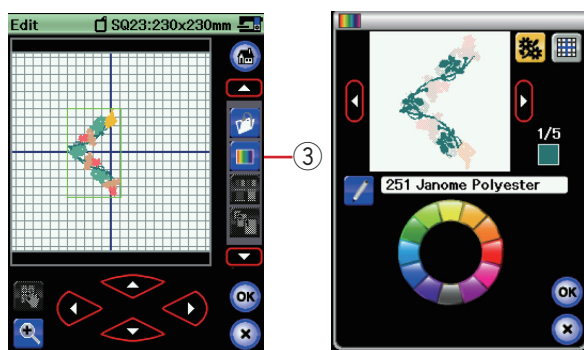 Edit SQ23:230x230mm
③
OK
1/5
251 Janome Polyester
OK